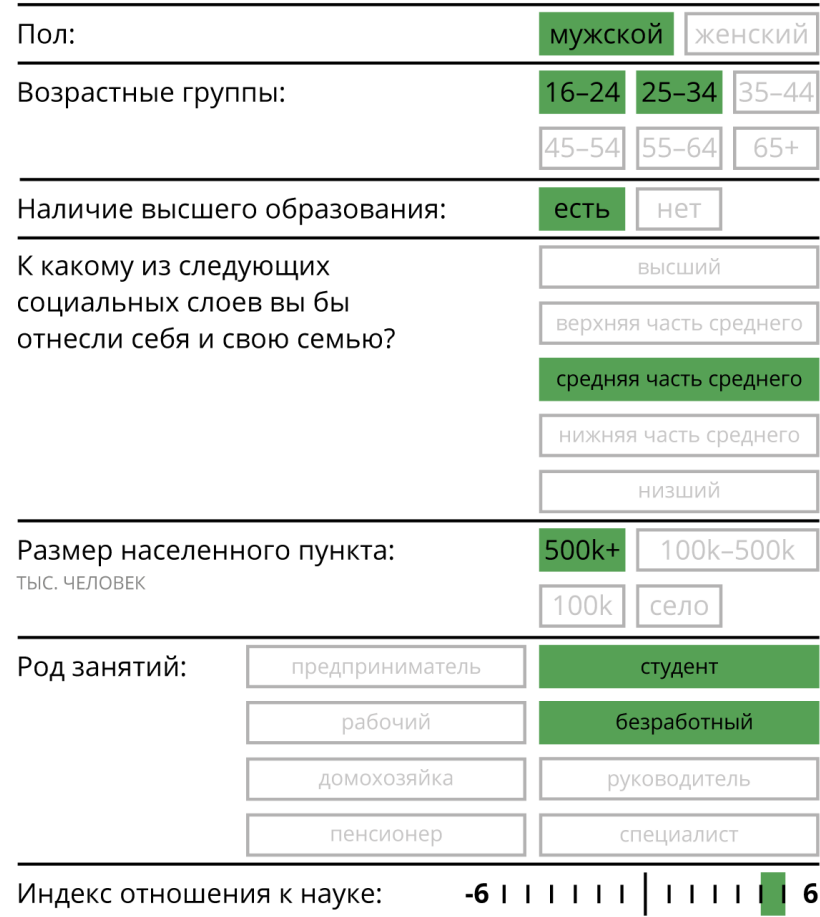 Пол: мужской женский
Возрастные группы: 16–24 25–34 35–44
45–54 55–64 65+
Наличие высшего образования: есть нет
К какому из следующих
социальных слоев вы бы
отнесли себя и свою семью?
высший
верхняя часть среднего
средняя часть среднего
нижняя часть среднего
низший
Размер населенного пункта: 500k+ 100k–500k
ТЫС. ЧЕЛОВЕК
100k село
Род занятий: предприниматель студент
рабочий безработный
домохозяйка руководитель
пенсионер специалист
Индекс отношения к науке: -6 6